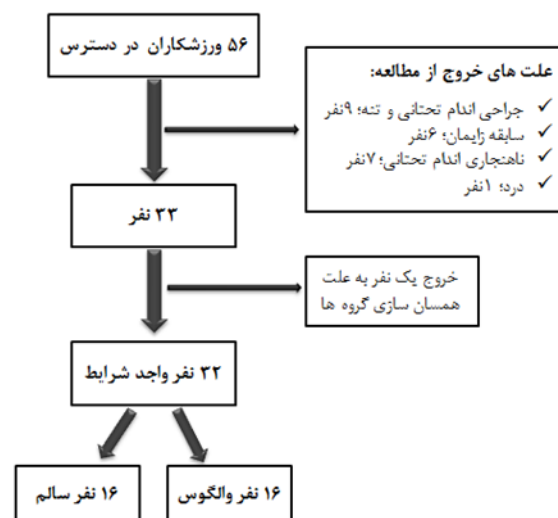 ۵۶ ورزشکاران در دسترس
علت های خروج از مطالعه:
✓ جراحی اندام تحتانی و تنه؛ ۹نفر
✓ سابقه زایمان؛ ۶نفر
✓ ناهنجاری اندام تحتانی؛ ۷نفر
✓ درد؛ ۱نفر
۳۳ نفر
خروج یک نفر به علت
همسان سازی گروه ها
۳۲ نفر واجد شرایط
۱۶ نفر والگوس
۱۶ نفر سالم